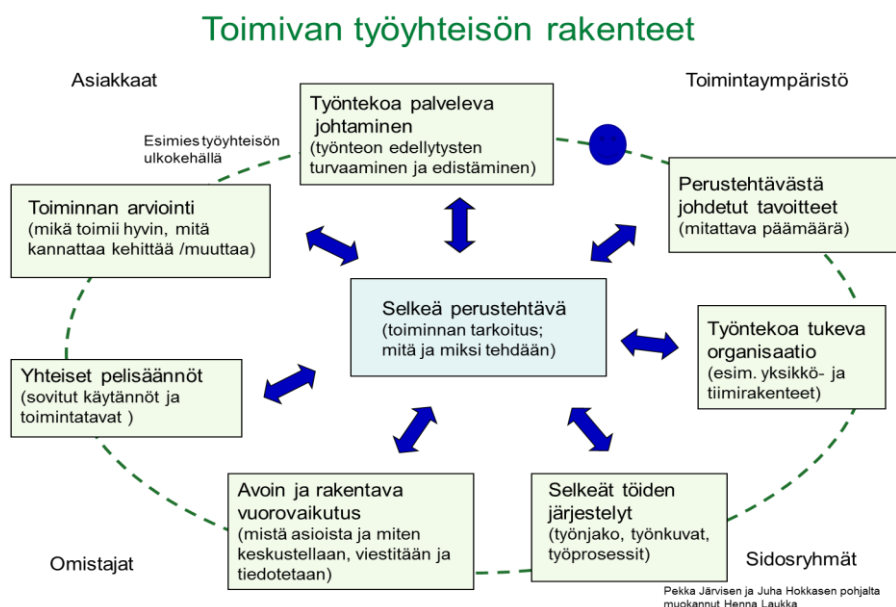 Toimivan työyhteisön rakenteet
Asiakkaat
Toimintaympäristö
Esimies työyhteisön
ulkokehällä
Työntekoa palveleva
johtaminen
(työnteon edellytysten
turvaaminen ja edistäminen)
Perustehtävästä
johdetut tavoitteet
(mitattava päämäärä)
Toiminnan arviointi
(mikä toimii hyvin, mitä
kannattaa kehittää /muuttaa)
Selkeä perustehtävä
(toiminnan tarkoitus;
mitä ja miksi tehdään)
Työntekoa tukeva
organisaatio
(esim. yksikkö- ja
tiimirakenteet)
Yhteiset pelisäännöt
(sovitut käytännöt ja
toimintatavat )
Avoin ja rakentava
vuorovaikutus
(mistä asioista ja miten
keskustellaan, viestitään ja
tiedotetaan)
Selkeät töiden
järjestelyt
(työnjako, työnkuvat,
työprosessit)
Omistajat
Sidosryhmät
Pekka Järvisen ja Juha Hokkasen pohjalta
muokannut Henna Laukka